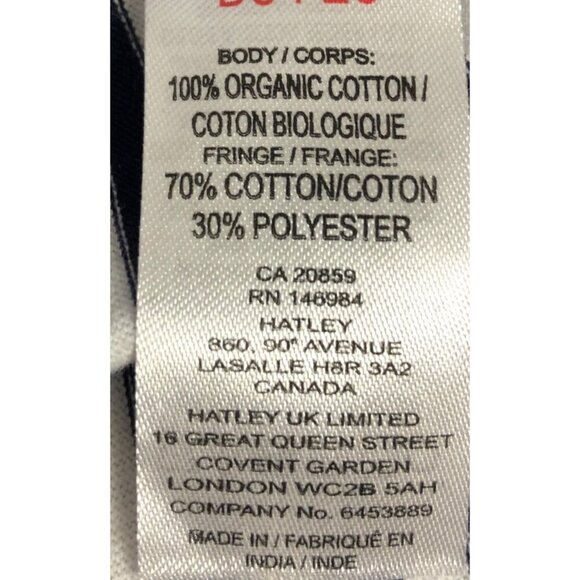 BODY / CORPS:
100% ORGANIC COTTON /
COTON BIOLOGIQUE
FRINGE / FRANGE:
70% COTTON/COTON
30% POLYESTER
CA 20859
RN 146984
HATLEY
860, 90ᵉ AVENUE
LASALLE H8R 3A2
CANADA
HATLEY UK LIMITED
16 GREAT QUEEN STREET
COVENT GARDEN
LONDON WC2B 5AH
COMPANY No. 6453889
MADE IN / FABRIQUÉ EN
INDIA / INDE